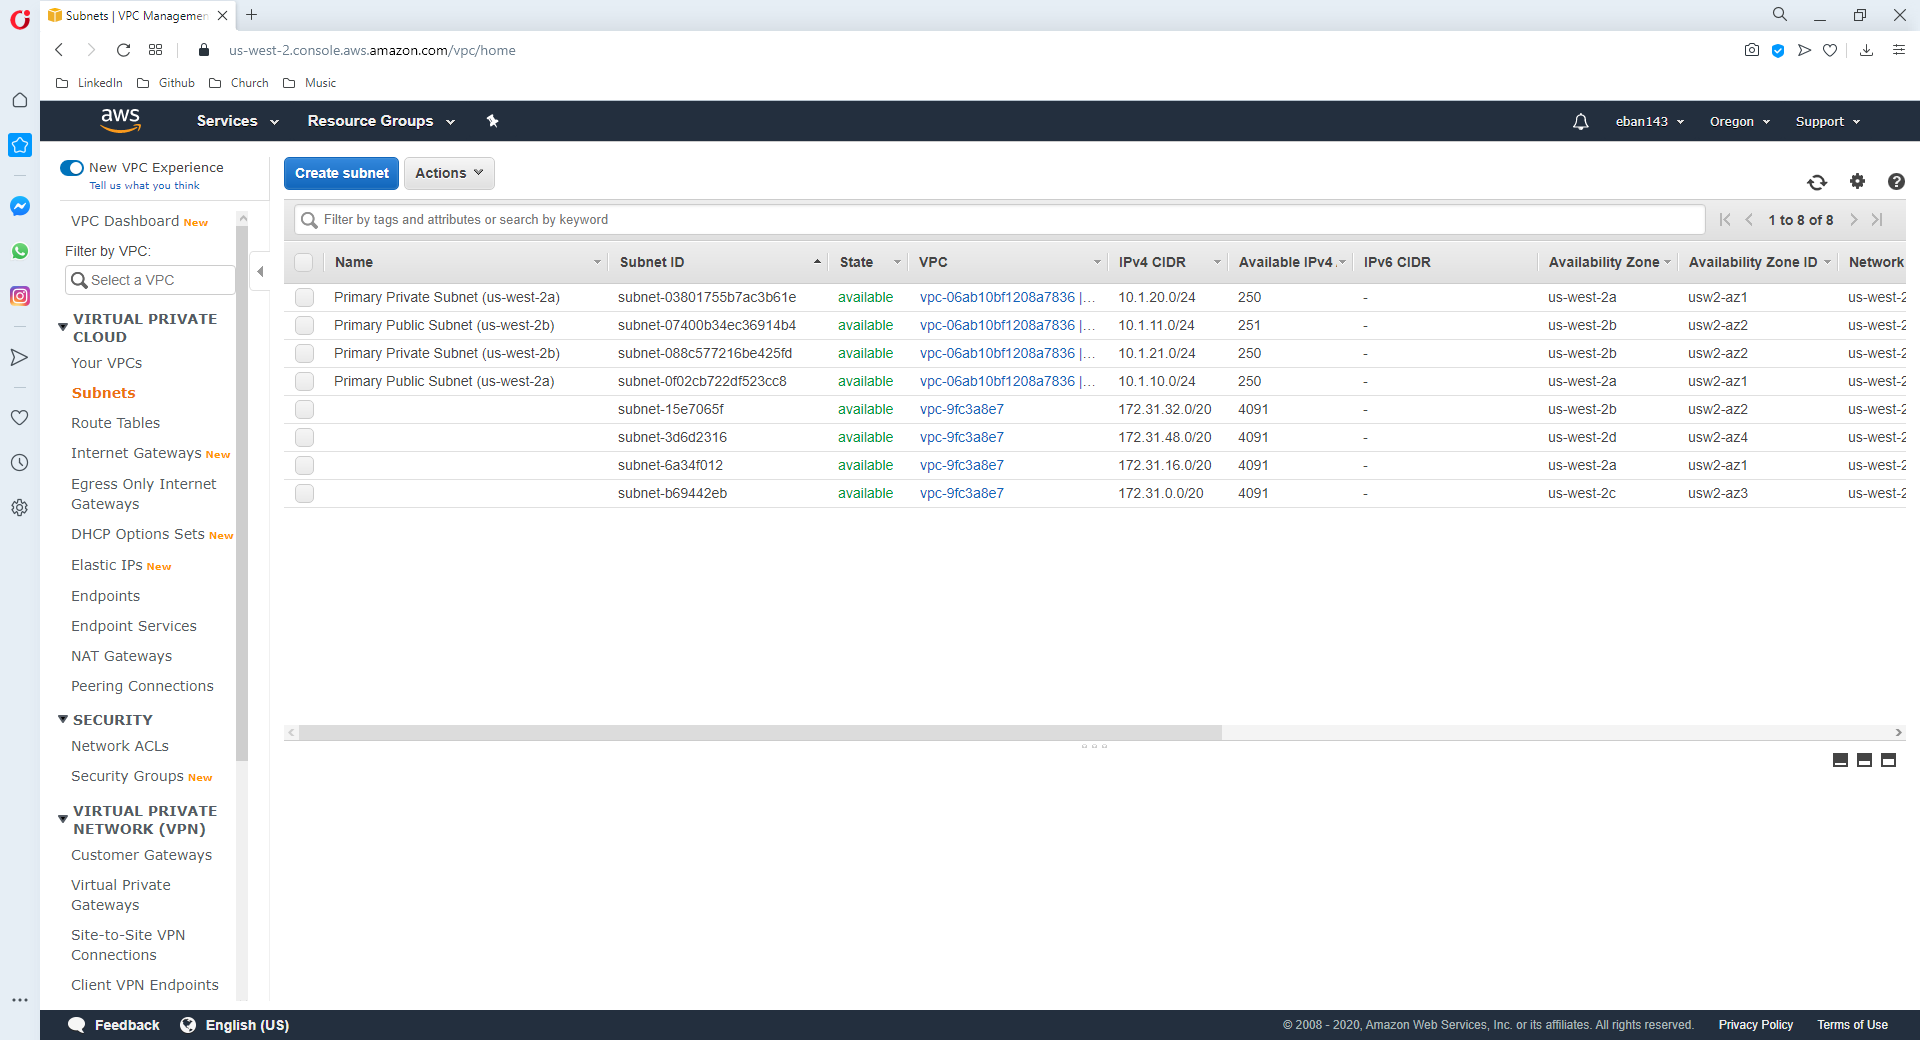 Subnets | VPC Managemen
us-west-2.console.aws.amazon.com/vpc/home
LinkedIn Github Church Music
aws Services Resource Groups eban143 Oregon Support
New VPC Experience
Tell us what you think
VPC Dashboard New
Filter by VPC:
Select a VPC
VIRTUAL PRIVATE
CLOUD
Your VPCs
Subnets
Route Tables
Internet Gateways New
Egress Only Internet
Gateways
DHCP Options Sets New
Elastic IPs New
Endpoints
Endpoint Services
NAT Gateways
Peering Connections
SECURITY
Network ACLs
Security Groups New
VIRTUAL PRIVATE
NETWORK (VPN)
Customer Gateways
Virtual Private
Gateways
Site-to-Site VPN
Connections
Client VPN Endpoints
Create subnet Actions
Filter by tags and attributes or search by keyword 1 to 8 of 8
Name Subnet ID State VPC IPv4 CIDR Available IPv4 IPv6 CIDR Availability Zone Availability Zone ID Network
Primary Private Subnet (us-west-2a) subnet-03801755b7ac3b61e available vpc-06ab10bf1208a7836 |... 10.1.20.0/24 250 - us-west-2a usw2-az1 us-west-2
Primary Public Subnet (us-west-2b) subnet-07400b34ec36914b4 available vpc-06ab10bf1208a7836 |... 10.1.11.0/24 251 - us-west-2b usw2-az2 us-west-2
Primary Private Subnet (us-west-2b) subnet-088c577216be425fd available vpc-06ab10bf1208a7836 |... 10.1.21.0/24 250 - us-west-2b usw2-az2 us-west-2
Primary Public Subnet (us-west-2a) subnet-0f02cb722df523cc8 available vpc-06ab10bf1208a7836 |... 10.1.10.0/24 250 - us-west-2a usw2-az1 us-west-2
subnet-15e7065f available vpc-9fc3a8e7 172.31.32.0/20 4091 - us-west-2b usw2-az2 us-west-2
subnet-3d6d2316 available vpc-9fc3a8e7 172.31.48.0/20 4091 - us-west-2d usw2-az4 us-west-2
subnet-6a34f012 available vpc-9fc3a8e7 172.31.16.0/20 4091 - us-west-2a usw2-az1 us-west-2
subnet-b69442eb available vpc-9fc3a8e7 172.31.0.0/20 4091 - us-west-2c usw2-az3 us-west-2
Feedback English (US) © 2008 - 2020, Amazon Web Services, Inc. or its affiliates. All rights reserved. Privacy Policy Terms of Use